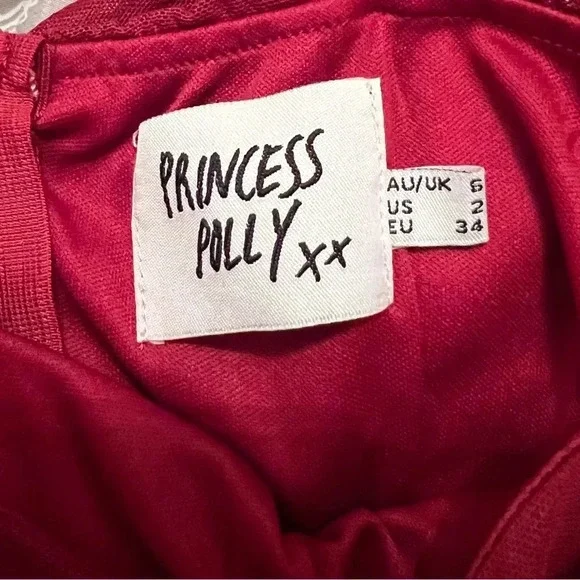 PRINCESS
POLLY xx
AU/UK 6
US 2
EU 34